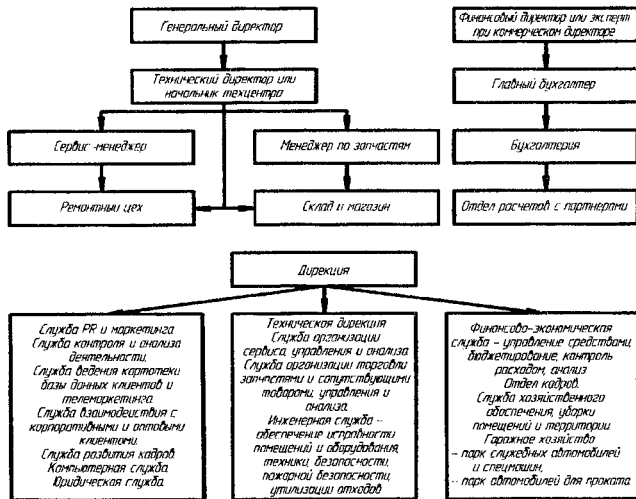 Генеральный директор
Технический директор или
начальник техцентра
Сервис-менеджер
Менеджер по запчастям
Ремонтный цех
Склад и магазин
Финансовый директор или эксперт
при коммерческом директоре
Главный бухгалтер
Бухгалтерия
Отдел расчетов с партнерами
Дирекция
Служба PR и маркетинга
Служба контроля и анализа
деятельности.
Служба ведения картотеки
базы данных клиентов и
телемаркетинга.
Служба взаимодействия с
корпоративными и оптовыми
клиентами.
Служба развития кадров.
Компьютерная служба.
Юридическая служба.
Техническая дирекция
Служба организации
сервиса, управления и анализа.
Служба организации торговли
запчастями и сопутствующими
товарами, управления и
анализа.
Инженерная служба –
обеспечение исправности
помещений и оборудования,
техники, безопасности,
пожарной безопасности,
утилизации отходов
Финансово-экономическая
служба – управление средствами,
бюджетирование, контроль
расходом, анализ
Отдел кадров.
Служба хозяйственного
обеспечения, уборки
помещений и территории.
Гаражное хозяйство
– парк служебных автомобилей
и спецмашин,
– парк автомобилей для проката.